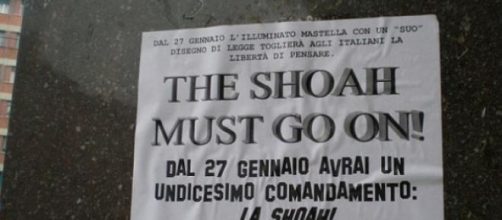 DAL 27 GENNAIO L'ILLUMINATO MASTELLA CON UN "SUO"
DISEGNO DI LEGGE TOGLIERÀ AGLI ITALIANI LA
LIBERTÀ DI PENSARE.
THE SHOAH
MUST GO ON!
DAL 27 GENNAIO AVRAI UN
UNDICESIMO COMANDAMENTO:
LA SHOAH!